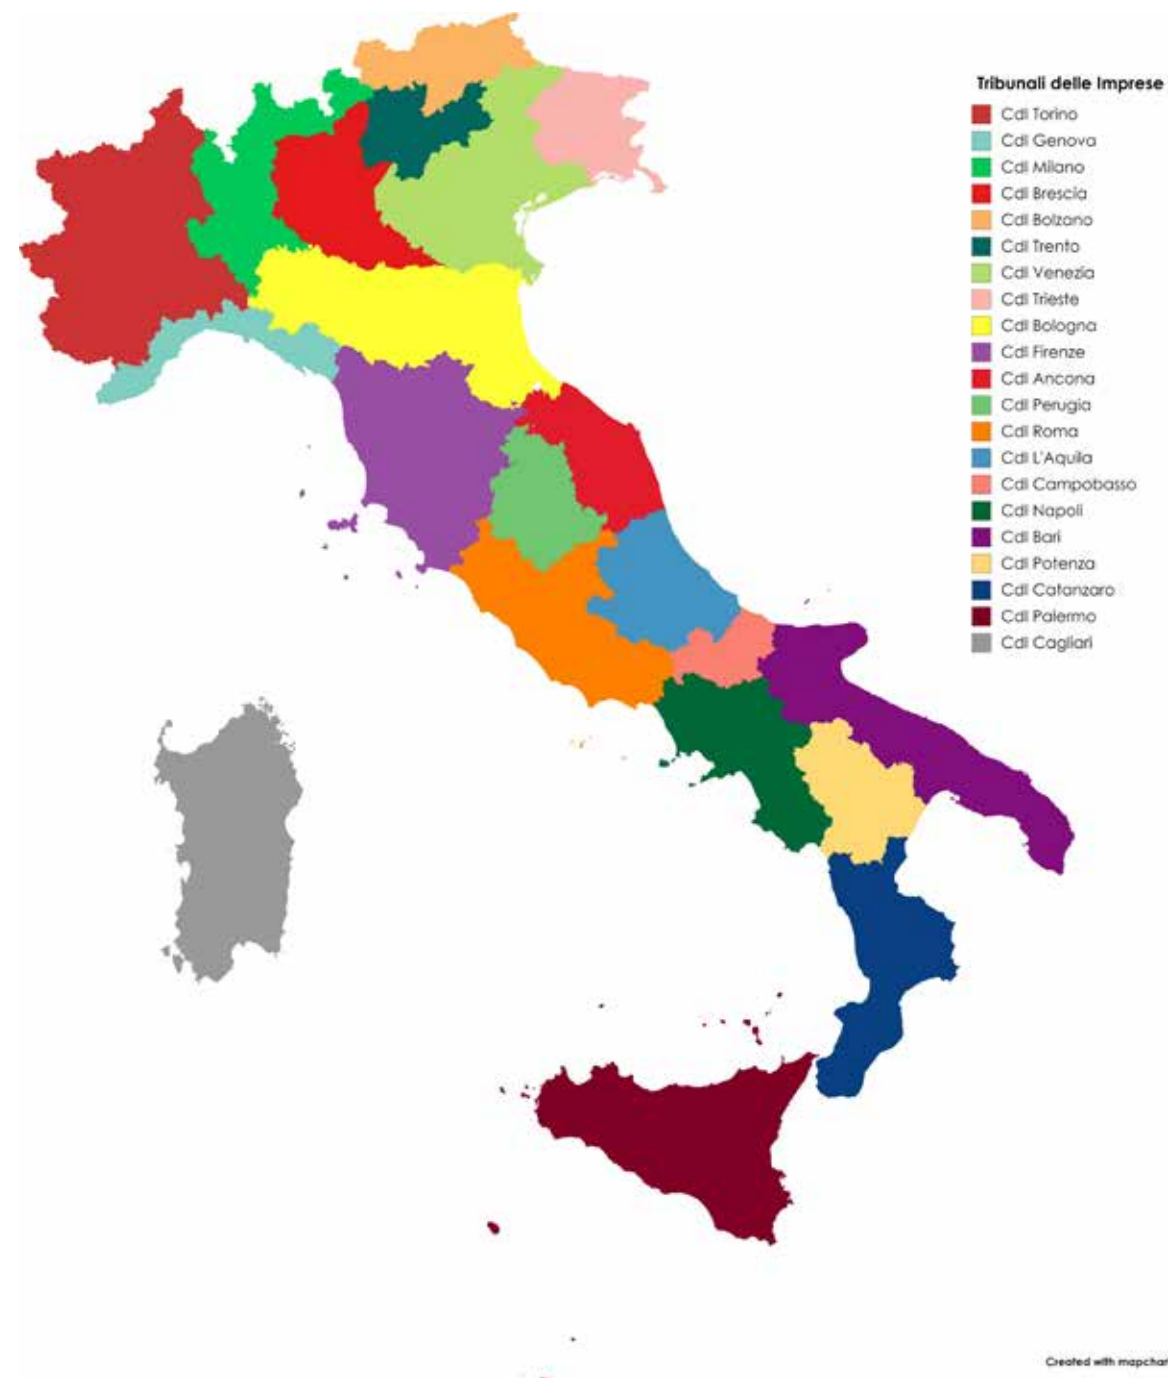 Tribunali delle Imprese
CdI Torino
CdI Genova
CdI Milano
CdI Brescia
CdI Bolzano
CdI Trento
CdI Venezia
CdI Trieste
CdI Bologna
CdI Firenze
CdI Ancona
CdI Perugia
CdI Roma
CdI L'Aquila
CdI Campobasso
CdI Napoli
CdI Bari
CdI Potenza
CdI Catanzaro
CdI Palermo
CdI Cagliari
Created with mapchar